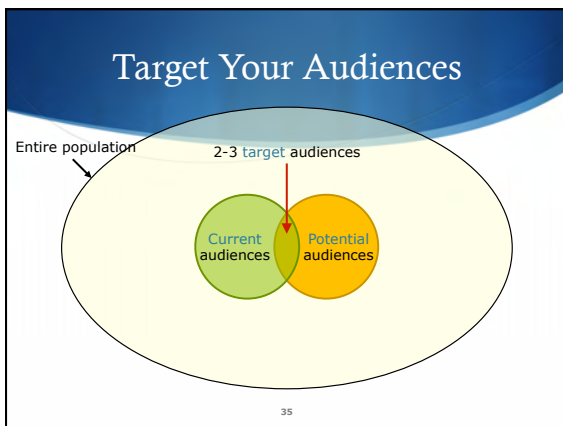 Target Your Audiences
Entire population
2-3 target audiences
Current
audiences
Potential
audiences
35